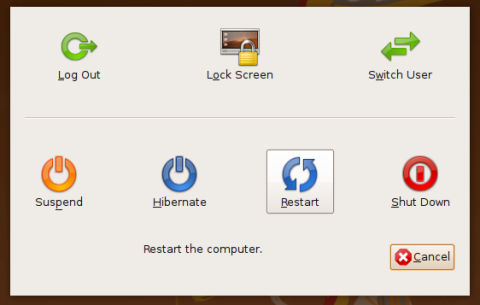 Log Out
Lock Screen
Switch User
Suspend
Hibernate
Restart
Shut Down
Restart the computer.
Cancel